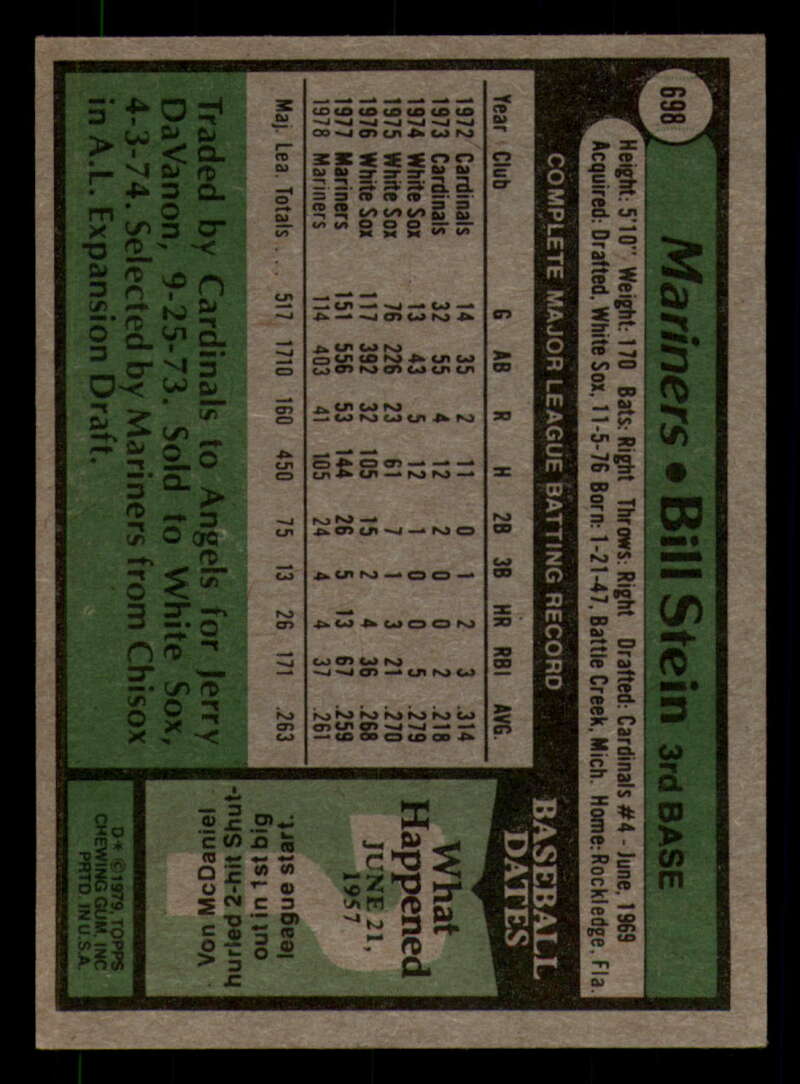 698
Mariners • Bill Stein 3rd BASE
Height: 5'10" Weight: 170 Bats: Right Throws: Right Drafted: Cardinals #4 - June, 1969
Acquired: Drafted, White Sox, 11-5-76 Born: 1-21-47, Battle Creek, Mich. Home: Rockledge, Fla.
COMPLETE MAJOR LEAGUE BATTING RECORD
Year Club G AB R H 2B 3B HR RBI AVG.
1972 Cardinals 14 35 2 11 0 1 2 3 .314
1973 Cardinals 32 55 4 12 2 0 0 2 .218
1974 White Sox 13 43 5 12 1 0 0 5 .279
1975 White Sox 76 226 23 61 7 1 3 21 .270
1976 White Sox 117 392 32 105 15 2 4 36 .268
1977 Mariners 151 556 53 144 26 5 13 67 .259
1978 Mariners 114 403 41 105 24 4 4 37 .261
Maj. Lea. Totals ... 517 1710 160 450 75 13 26 171 .263
Traded by Cardinals to Angels for Jerry
DaVanon, 9-25-73. Sold to White Sox,
4-3-74. Selected by Mariners from Chisox
in A.L. Expansion Draft.
BASEBALL
DATES
What
Happened
JUNE 21,
1957
Von McDaniel
hurled 2-hit Shut-
out in 1st big
league start.
D* ©1979, TOPPS
CHEWING GUM, INC
PRTD. IN U.S.A.